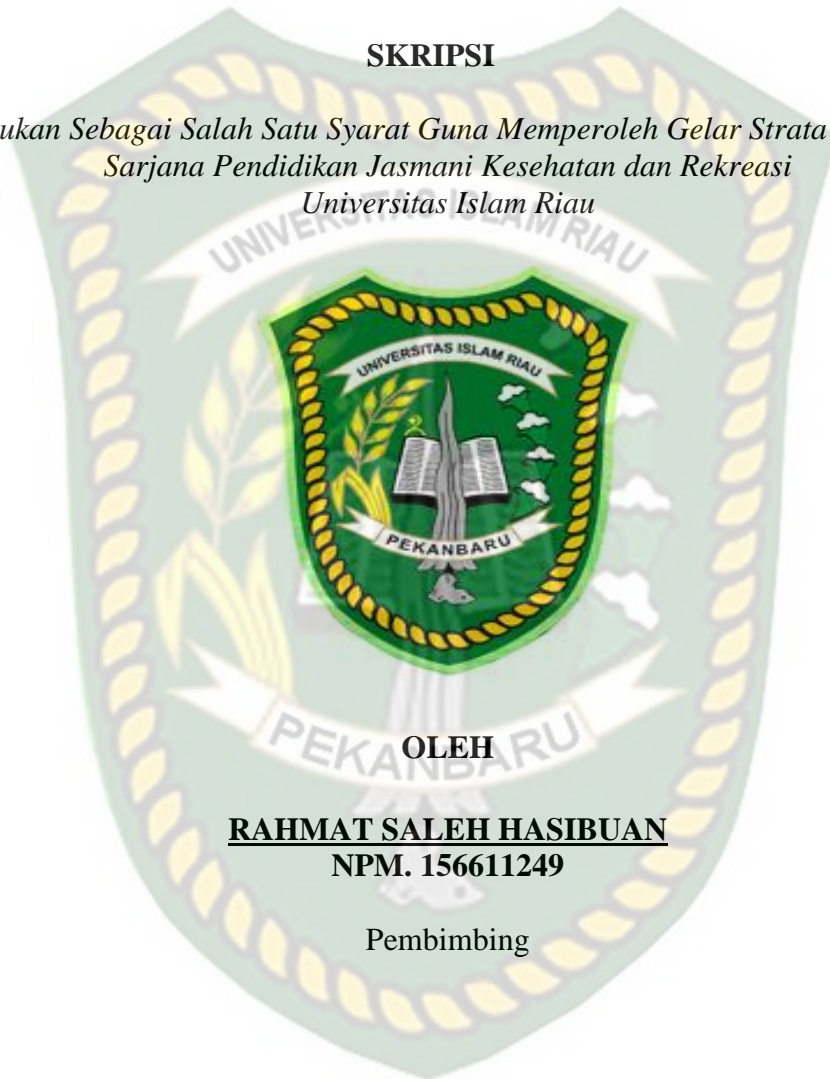 SKRIPSI
ukan Sebagai Salah Satu Syarat Guna Memperoleh Gelar Strata
Sarjana Pendidikan Jasmani Kesehatan dan Rekreasi
Universitas Islam Riau
UNIVERSITAS ISLAM RIAU
UNIVERSITAS ISLAM RIAU
PEKANBARU
PEKANBARU
OLEH
RAHMAT SALEH HASIBUAN
NPM. 156611249
Pembimbing